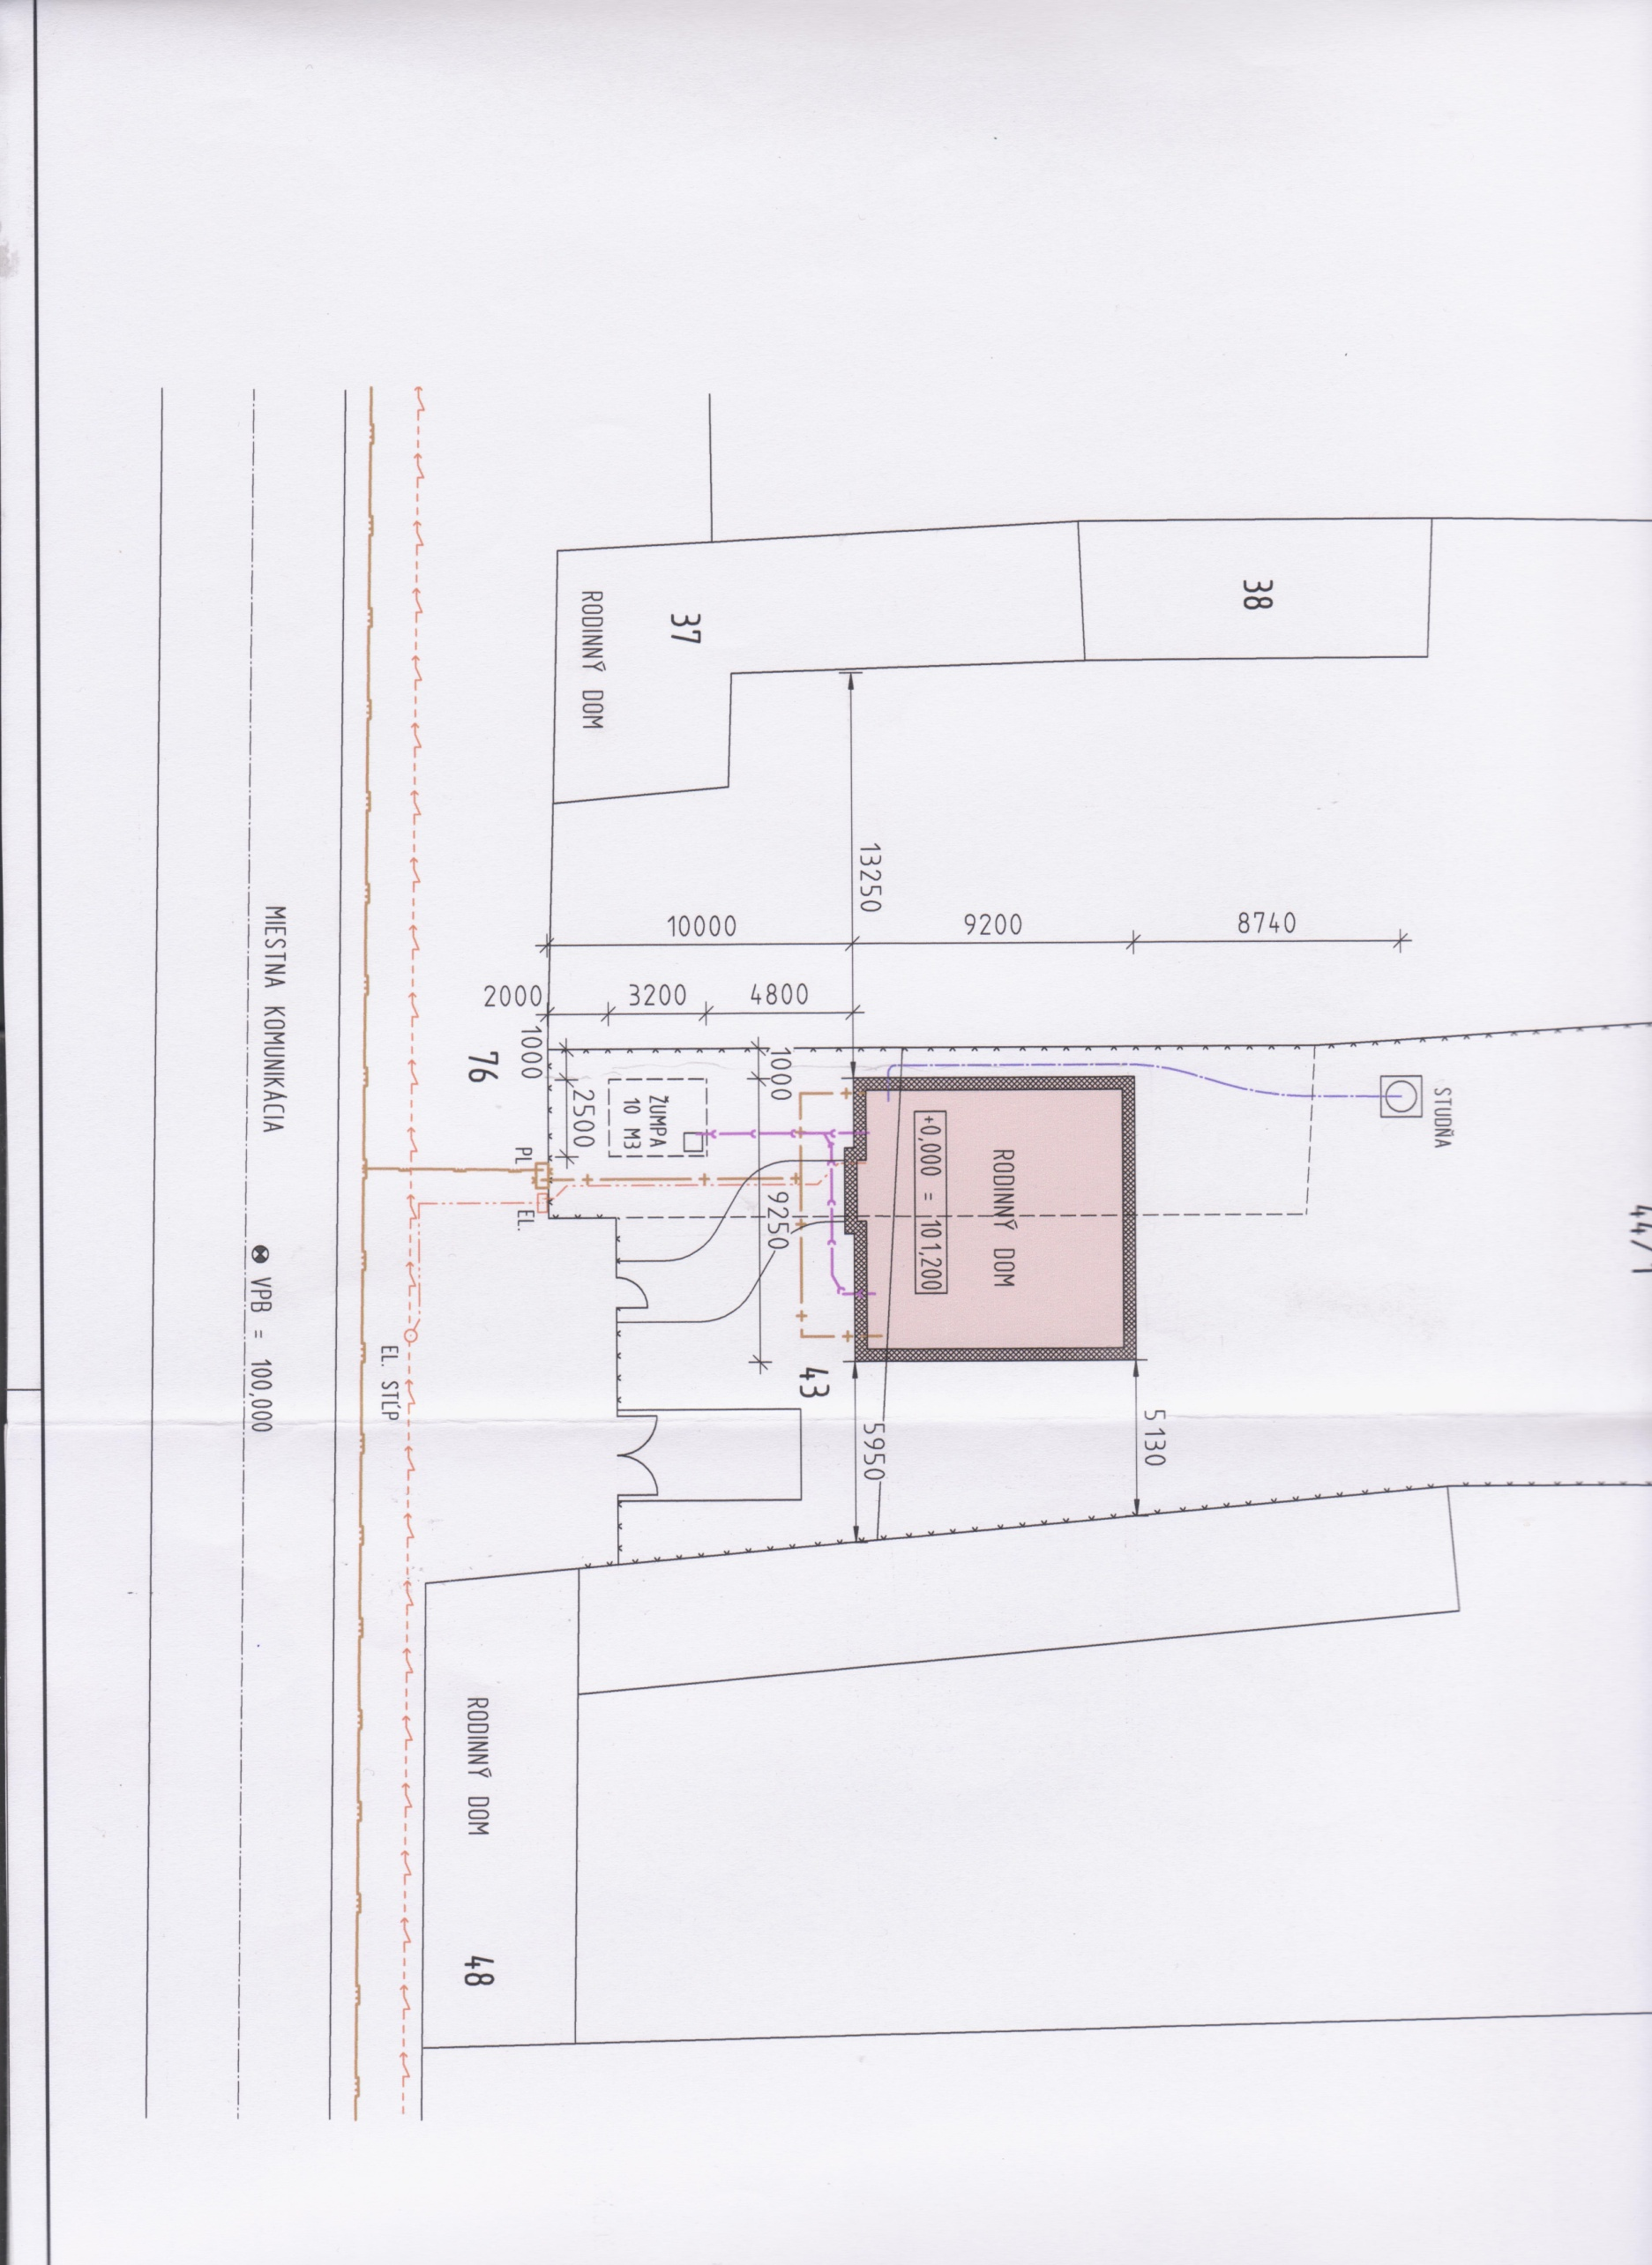 38
37
RODINNÝ DOM
13250
10000
9200
8740
2000
3200
4800
1000
1000
76
2500
ŽUMPA
10 M3
PL
EL.
9250
STUDŇA
RODINNÝ DOM
+0,000 = 101,200
44/1
MIESTNA KOMUNIKÁCIA
VPB = 100,000
EL. STĹP
43
5950
5130
RODINNÝ DOM
48